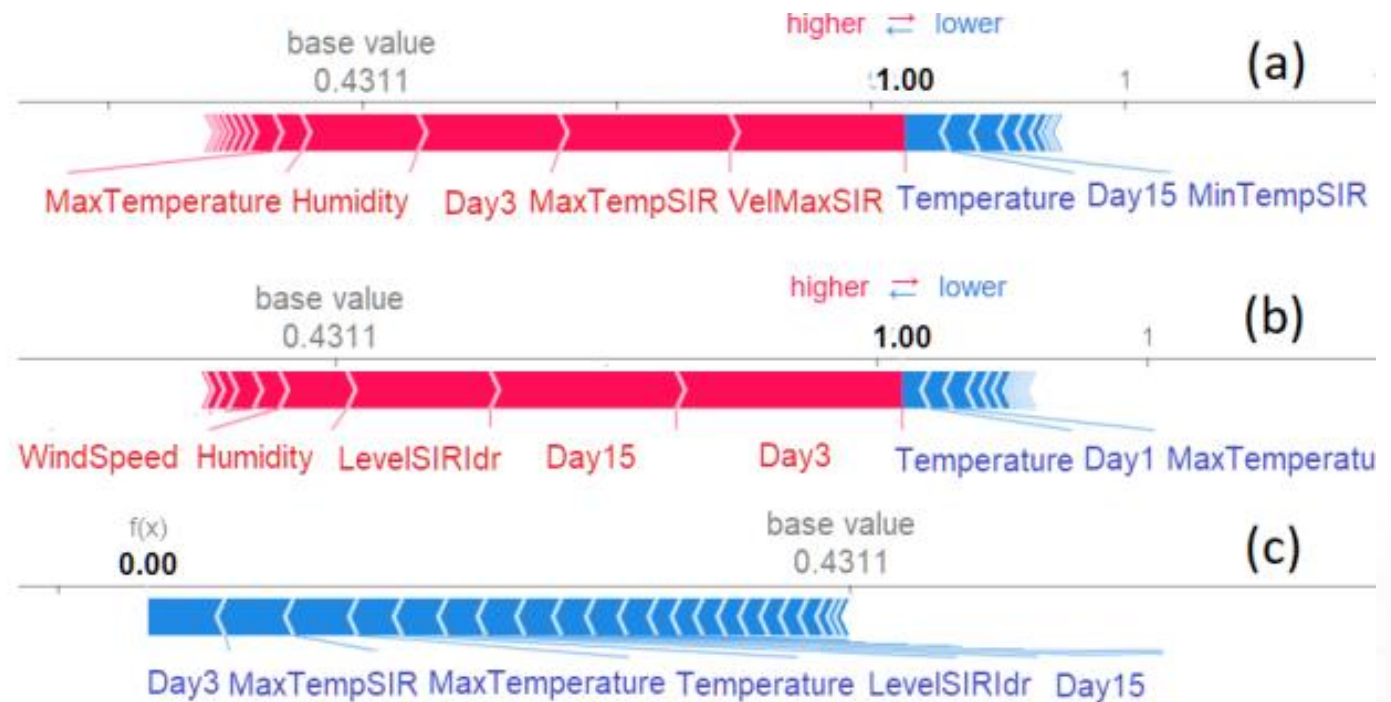 higher ⇄ lower
base value
0.4311 1.00 1
(a)
MaxTemperature Humidity Day3 MaxTempSIR VelMaxSIR Temperature Day15 MinTempSIR
higher ⇄ lower
base value
0.4311 1.00 1
(b)
WindSpeed Humidity LevelSIRIdr Day15 Day3 Temperature Day1 MaxTemperatu
f(x) base value
0.00 0.4311
(c)
Day3 MaxTempSIR MaxTemperature Temperature LevelSIRIdr Day15